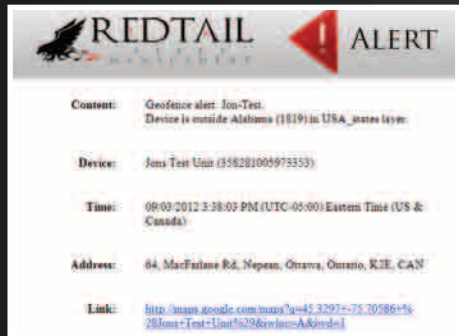 REDTAIL
ALERT
Content: Geofence alert: Jon-Test.
Device is outside Alabama (1819) in USA_states layer.
Device: Jons Test Unit (358281005973353)
Time: 09/03/2012 3:38:03 PM (UTC-05:00) Eastern Time (US &
Canada)
Address: 64, MacFarlane Rd, Nepean, Ottawa, Ontario, K2E, CAN
Link: http://maps.google.com/maps?q=45.3297+-75.70586+%
28Jons+Test+Unit%29&iwloc=A&iwd=1